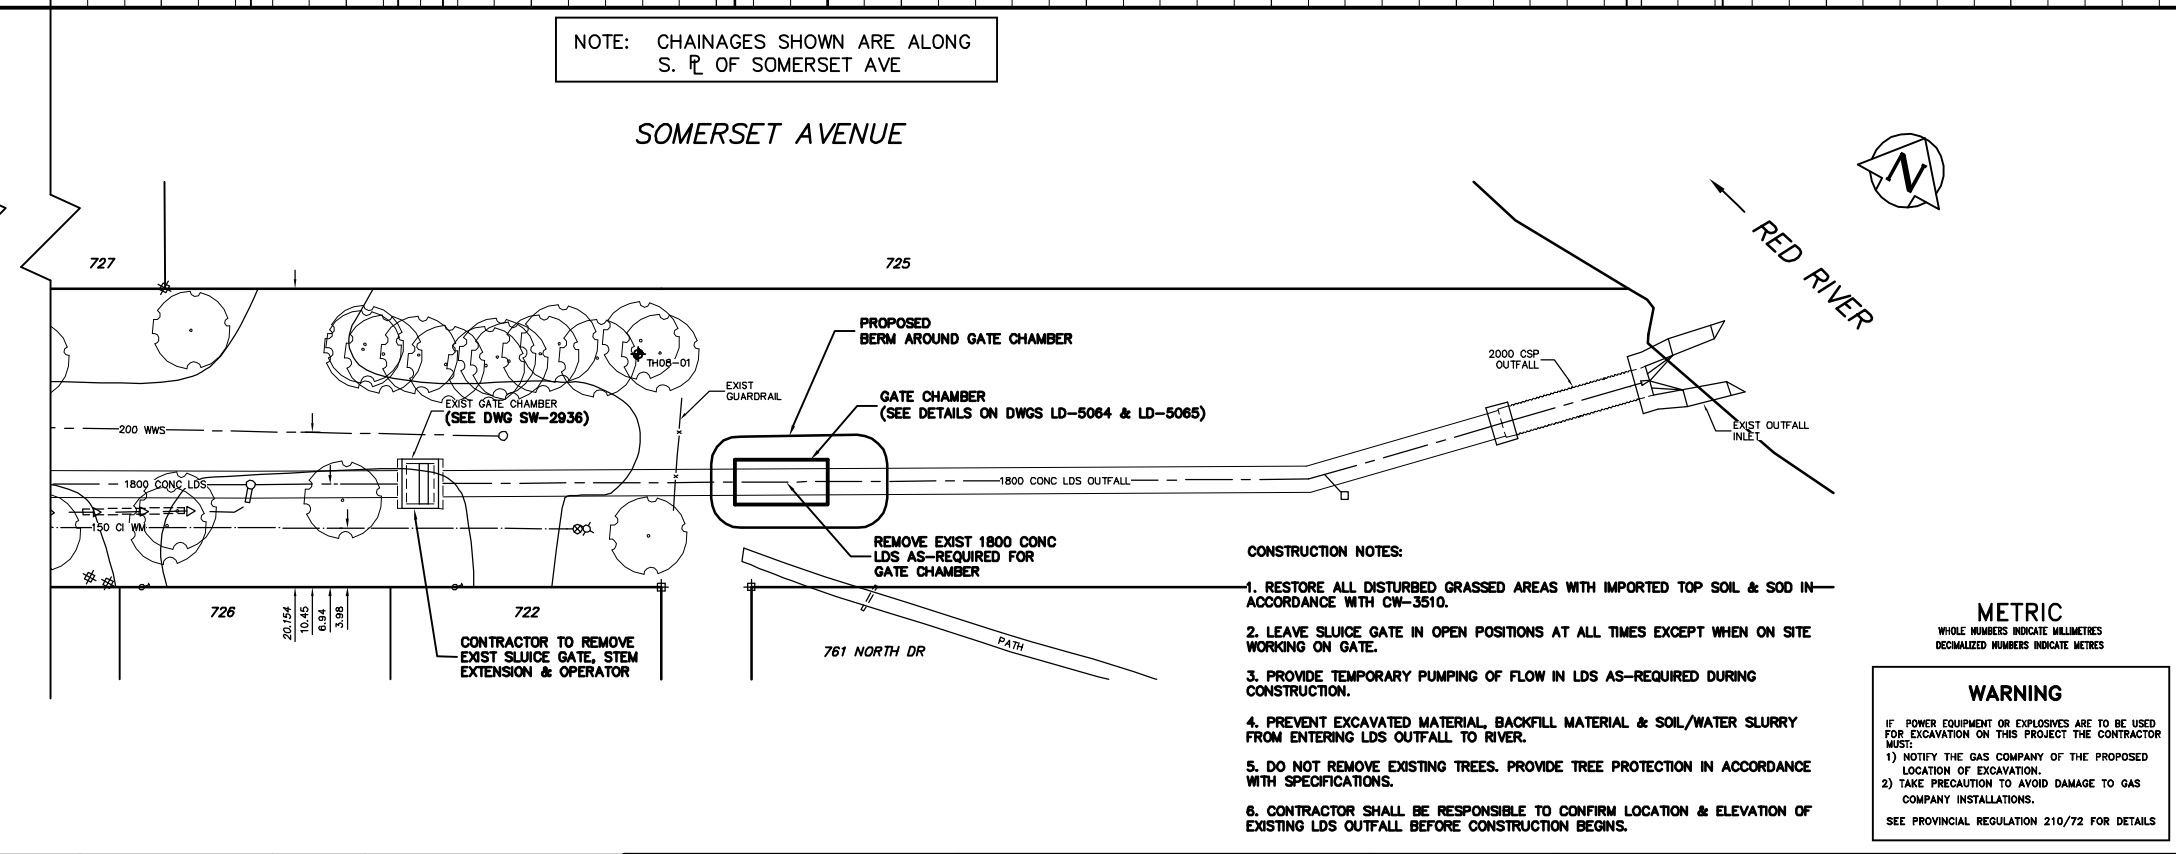 NOTE: CHAINAGES SHOWN ARE ALONG
S. PL OF SOMERSET AVE
SOMERSET AVENUE
N
RED RIVER
727
725
PROPOSED
BERM AROUND GATE CHAMBER
TH08-01
2000 CSP
OUTFALL
EXIST
GUARDRAIL
GATE CHAMBER
(SEE DETAILS ON DWGS LD-5064 & LD-5065)
EXIST GATE CHAMBER
(SEE DWG SW-2936)
200 WWS
EXIST OUTFALL
INLET
1800 CONC LDS
1800 CONC LDS OUTFALL
150 CI WM
REMOVE EXIST 1800 CONC
LDS AS-REQUIRED FOR
GATE CHAMBER
726
20.154
10.45
6.94
3.98
722
CONTRACTOR TO REMOVE
EXIST SLUICE GATE, STEM
EXTENSION & OPERATOR
761 NORTH DR
PATH
CONSTRUCTION NOTES:
1. RESTORE ALL DISTURBED GRASSED AREAS WITH IMPORTED TOP SOIL & SOD IN
ACCORDANCE WITH CW-3510.
2. LEAVE SLUICE GATE IN OPEN POSITIONS AT ALL TIMES EXCEPT WHEN ON SITE
WORKING ON GATE.
3. PROVIDE TEMPORARY PUMPING OF FLOW IN LDS AS-REQUIRED DURING
CONSTRUCTION.
4. PREVENT EXCAVATED MATERIAL, BACKFILL MATERIAL & SOIL/WATER SLURRY
FROM ENTERING LDS OUTFALL TO RIVER.
5. DO NOT REMOVE EXISTING TREES. PROVIDE TREE PROTECTION IN ACCORDANCE
WITH SPECIFICATIONS.
6. CONTRACTOR SHALL BE RESPONSIBLE TO CONFIRM LOCATION & ELEVATION OF
EXISTING LDS OUTFALL BEFORE CONSTRUCTION BEGINS.
METRIC
WHOLE NUMBERS INDICATE MILLIMETRES
DECIMALIZED NUMBERS INDICATE METRES
WARNING
IF POWER EQUIPMENT OR EXPLOSIVES ARE TO BE USED
FOR EXCAVATION ON THIS PROJECT THE CONTRACTOR
MUST:
1) NOTIFY THE GAS COMPANY OF THE PROPOSED
LOCATION OF EXCAVATION.
2) TAKE PRECAUTION TO AVOID DAMAGE TO GAS
COMPANY INSTALLATIONS.
SEE PROVINCIAL REGULATION 210/72 FOR DETAILS